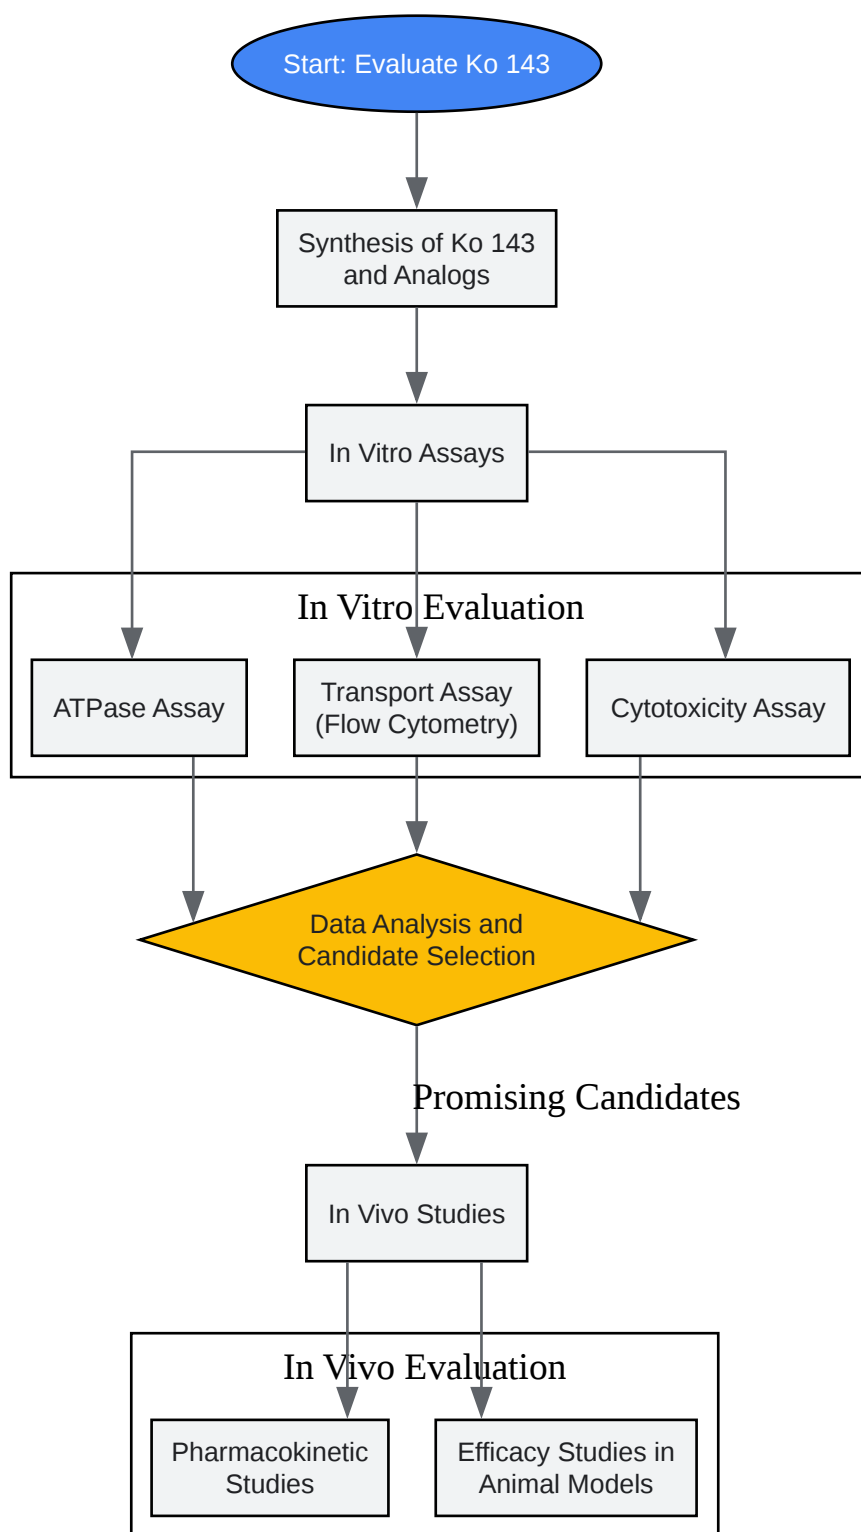 Start: Evaluate Ko 143
Synthesis of Ko 143
and Analogs
In Vitro Assays
In Vitro Evaluation
ATPase Assay
Transport Assay
(Flow Cytometry)
Cytotoxicity Assay
Data Analysis and
Candidate Selection
Promising Candidates
In Vivo Studies
In Vivo Evaluation
Pharmacokinetic
Studies
Efficacy Studies in
Animal Models